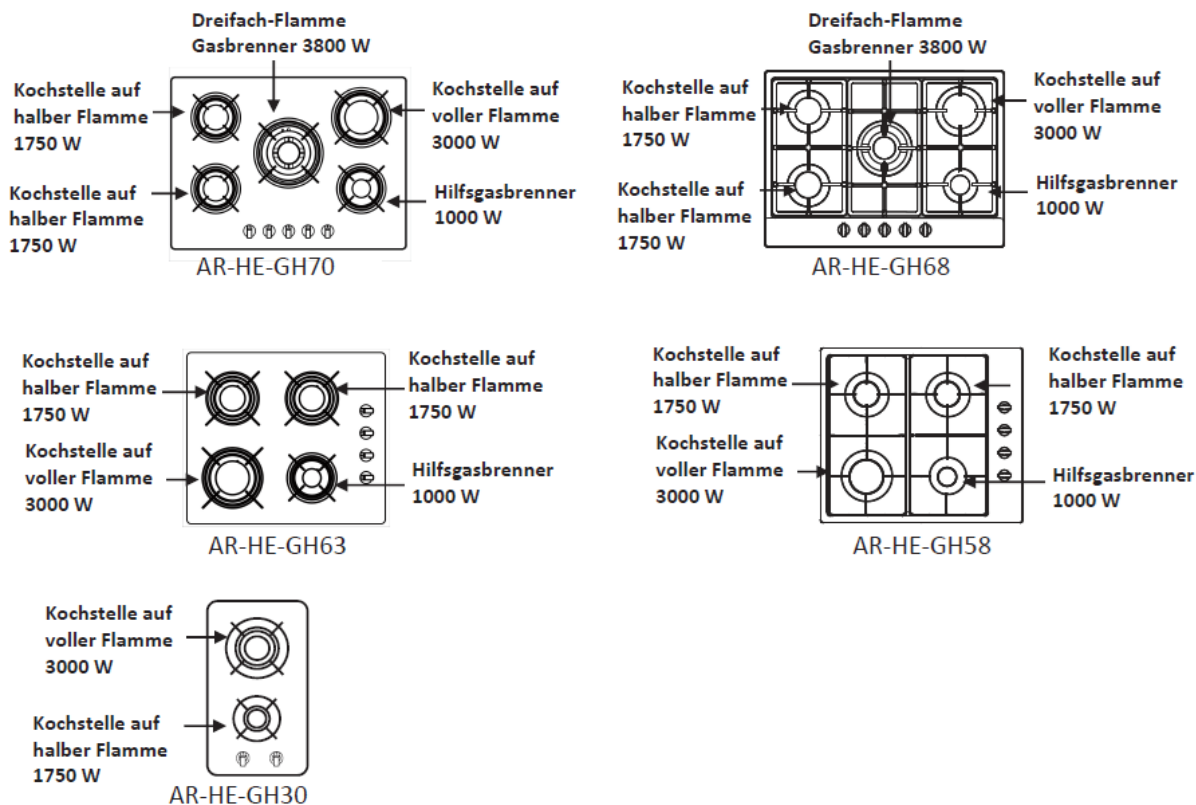 Dreifach-Flamme
Gasbrenner 3800 W
Kochstelle auf
halber Flamme
1750 W
Kochstelle auf
voller Flamme
3000 W
Kochstelle auf
halber Flamme
1750 W
Hilfsgasbrenner
1000 W
AR-HE-GH70
Dreifach-Flamme
Gasbrenner 3800 W
Kochstelle auf
halber Flamme
1750 W
Kochstelle auf
voller Flamme
3000 W
Kochstelle auf
halber Flamme
1750 W
Hilfsgasbrenner
1000 W
AR-HE-GH68
Kochstelle auf
halber Flamme
1750 W
Kochstelle auf
halber Flamme
1750 W
Kochstelle auf
voller Flamme
3000 W
Hilfsgasbrenner
1000 W
AR-HE-GH63
Kochstelle auf
halber Flamme
1750 W
Kochstelle auf
halber Flamme
1750 W
Kochstelle auf
voller Flamme
3000 W
Hilfsgasbrenner
1000 W
AR-HE-GH58
Kochstelle auf
voller Flamme
3000 W
Kochstelle auf
halber Flamme
1750 W
AR-HE-GH30